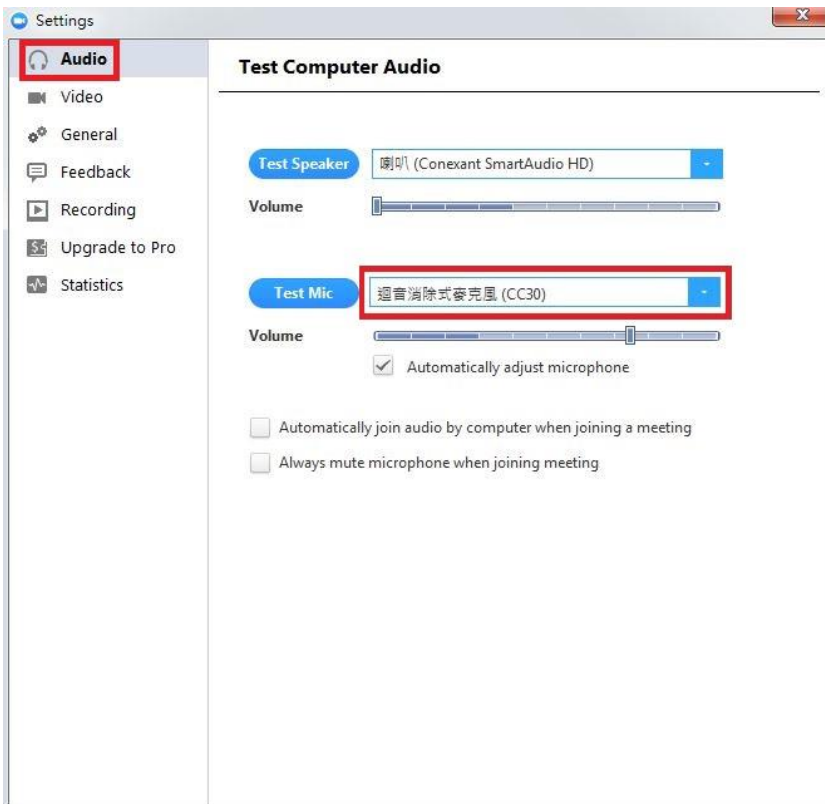 Settings
Audio
Video
General
Feedback
Recording
Upgrade to Pro
Statistics
Test Computer Audio
Test Speaker
喇叭 (Conexant SmartAudio HD)
Volume
Test Mic
迴音消除式麥克風 (CC30)
Volume
Automatically adjust microphone
Automatically join audio by computer when joining a meeting
Always mute microphone when joining meeting